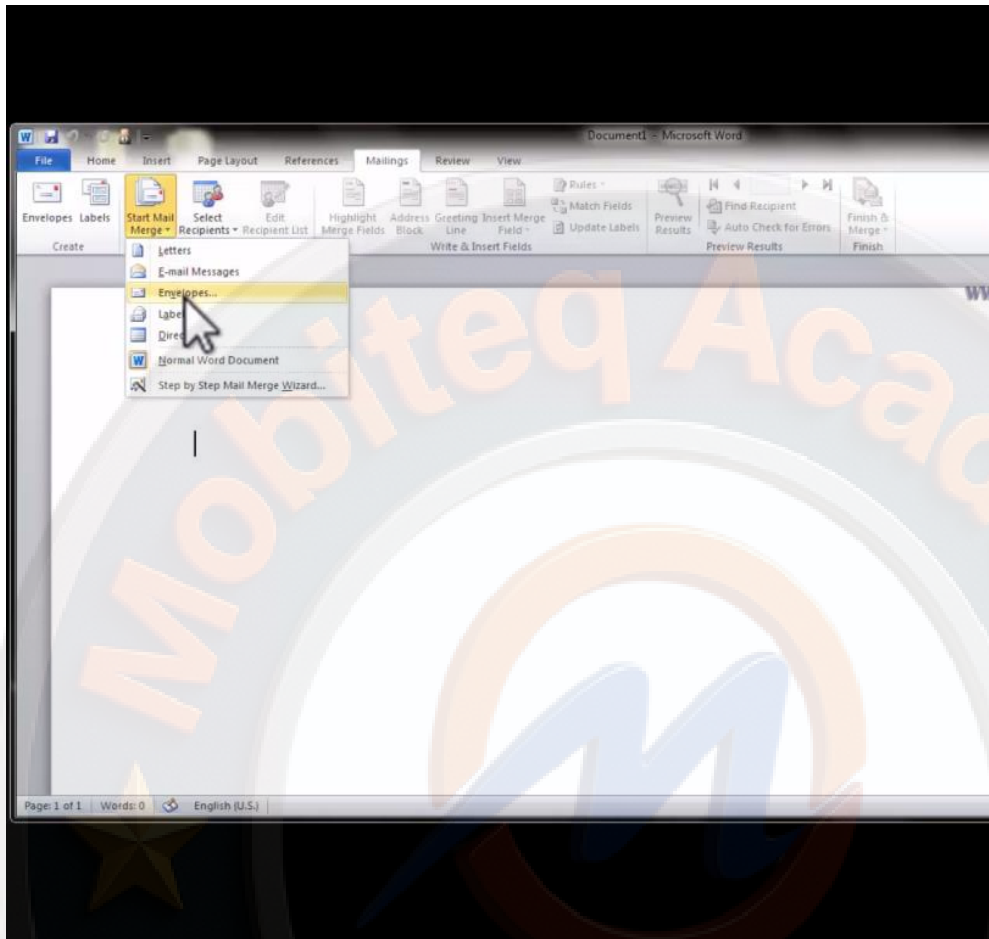 Document1 - Microsoft Word
File Home Insert Page Layout References Mailings Review View
Envelopes Labels Start Mail Merge Select Recipients Edit Recipient List Highlight Merge Fields Address Block Greeting Line Insert Merge Field Rules Match Fields Update Labels Preview Results Find Recipient Auto Check for Errors Finish & Merge
Create Write & Insert Fields Preview Results Finish
Letters
E-mail Messages
Envelopes...
Normal Word Document
Step by Step Mail Merge Wizard...
Mobiteq
Page: 1 of 1 Words: 0 English (U.S.)